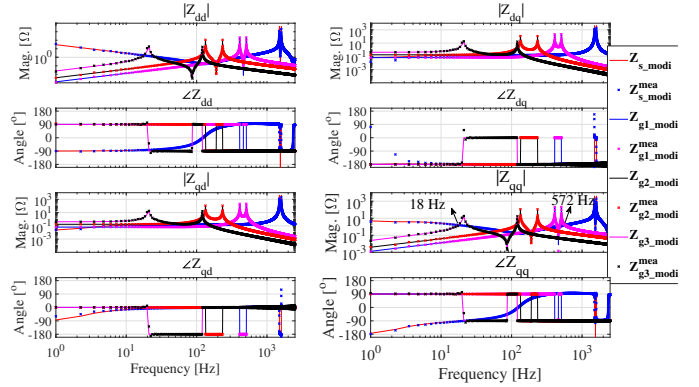 |Z_dd|
Mag. [Ω]
10^0
∠Z_dd
Angle [°]
180
90
0
-90
-180
|Z_qd|
Mag. [Ω]
10^3
10^1
10^-1
10^-3
∠Z_qd
Angle [°]
180
90
0
-90
-180
10^0
10^1
10^2
10^3
Frequency [Hz]
|Z_dq|
Mag. [Ω]
10^3
10^1
10^-1
10^-3
∠Z_dq
Angle [°]
180
90
0
-90
-180
|Z_qq|
18 Hz
572 Hz
Mag. [Ω]
10^3
10^1
10^-1
10^-3
∠Z_qq
Angle [°]
180
90
0
-90
-180
10^0
10^1
10^2
10^3
Frequency [Hz]
Z_s_modi
Z^mea_s_modi
Z_g1_modi
Z^mea_g1_modi
Z_g2_modi
Z^mea_g2_modi
Z_g3_modi
Z^mea_g3_modi